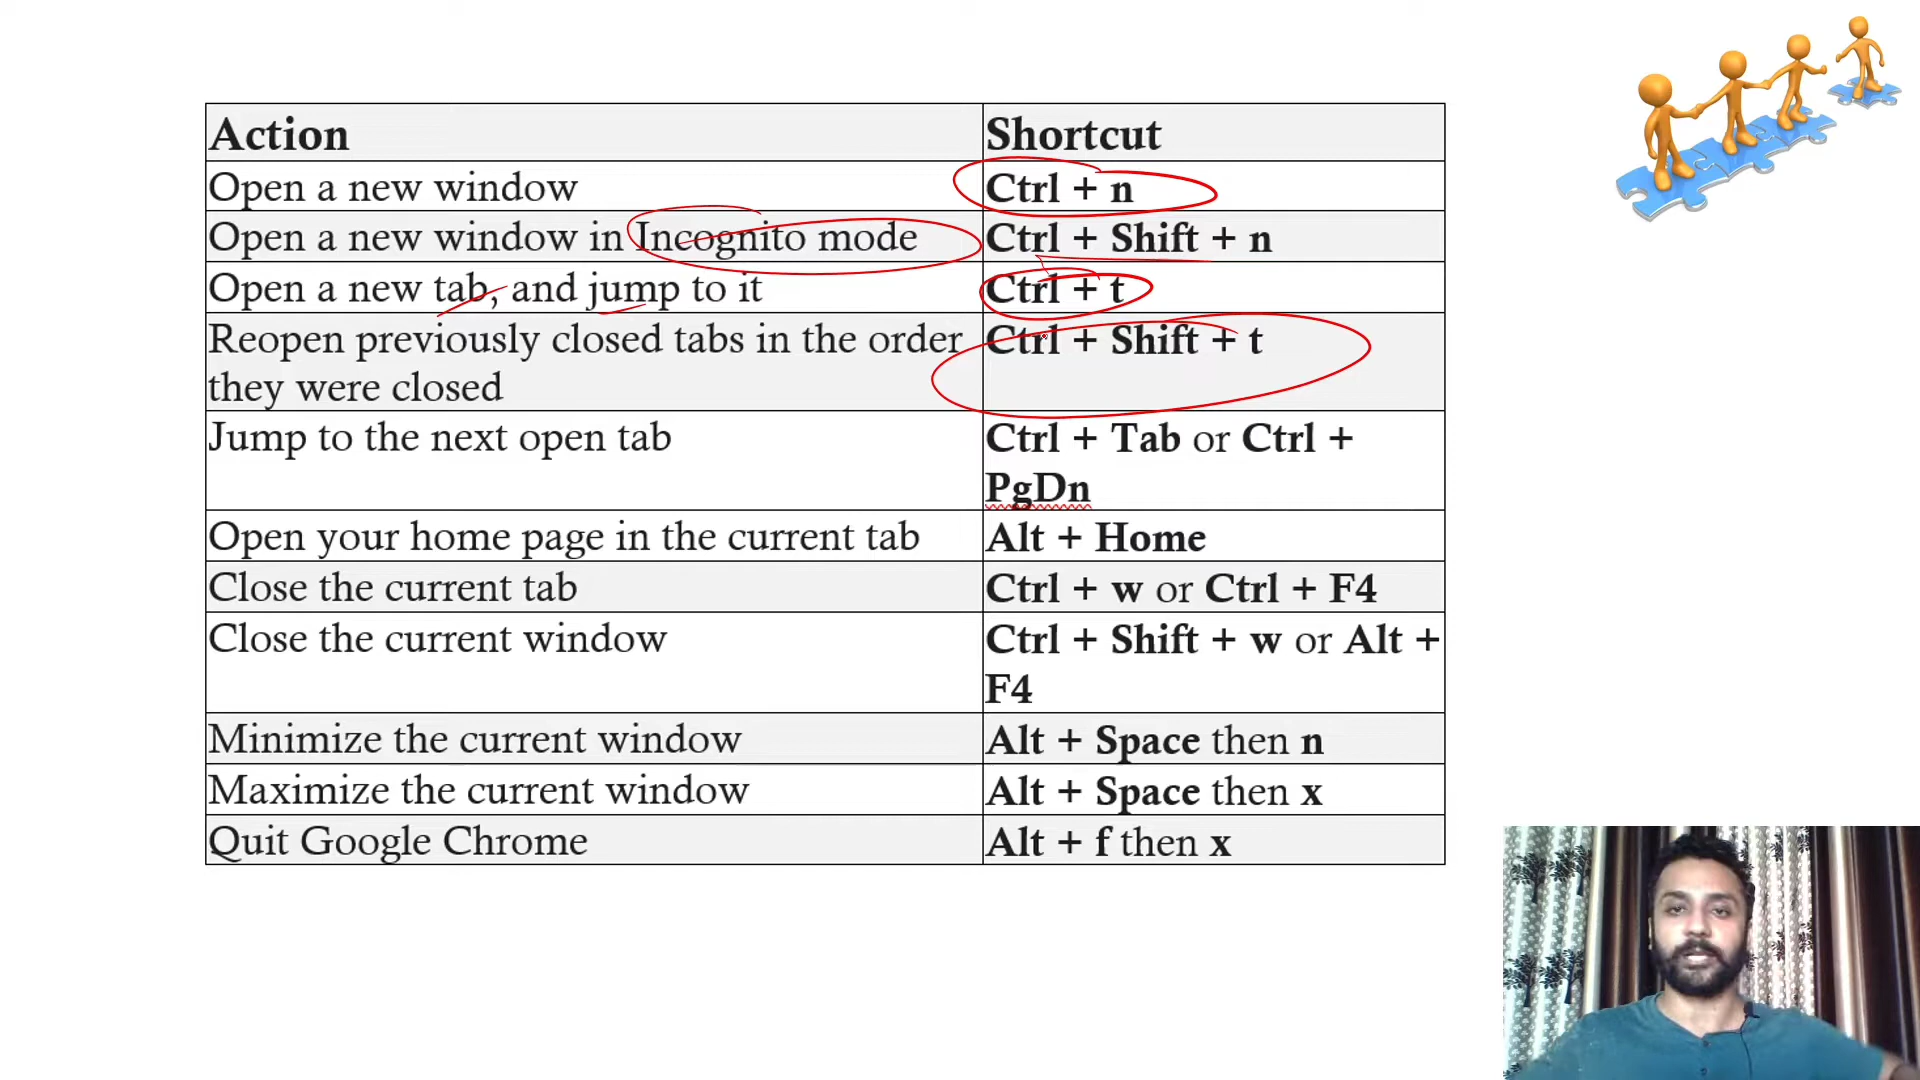 Action Shortcut
Open a new window Ctrl + n
Open a new window in Incognito mode Ctrl + Shift + n
Open a new tab, and jump to it Ctrl + t
Reopen previously closed tabs in the order Ctrl + Shift + t
they were closed
Jump to the next open tab Ctrl + Tab or Ctrl +
PgDn
Open your home page in the current tab Alt + Home
Close the current tab Ctrl + w or Ctrl + F4
Close the current window Ctrl + Shift + w or Alt +
F4
Minimize the current window Alt + Space then n
Maximize the current window Alt + Space then x
Quit Google Chrome Alt + f then x